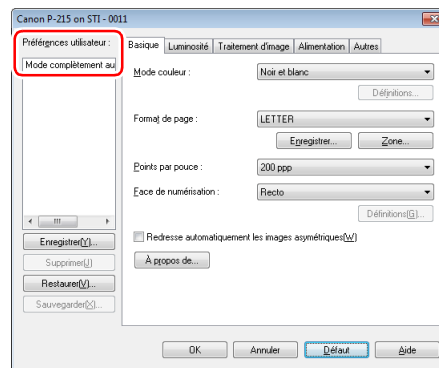 Canon P-215 on STI - 0011
Préférences utilisateur :
Mode complètement au
Enregistrer(Y)...
Supprimer(J)
Restaurer(V)...
Sauvegarder(X)...
Basique Luminosité Traitement d'image Alimentation Autres
Mode couleur : Noir et blanc
Définitions...
Format de page : LETTER
Enregistrer... Zone...
Points par pouce : 200 ppp
Face de numérisation : Recto
Définitions(G)...
Redresse automatiquement les images asymétriques(W)
À propos de...
OK Annuler Défaut Aide